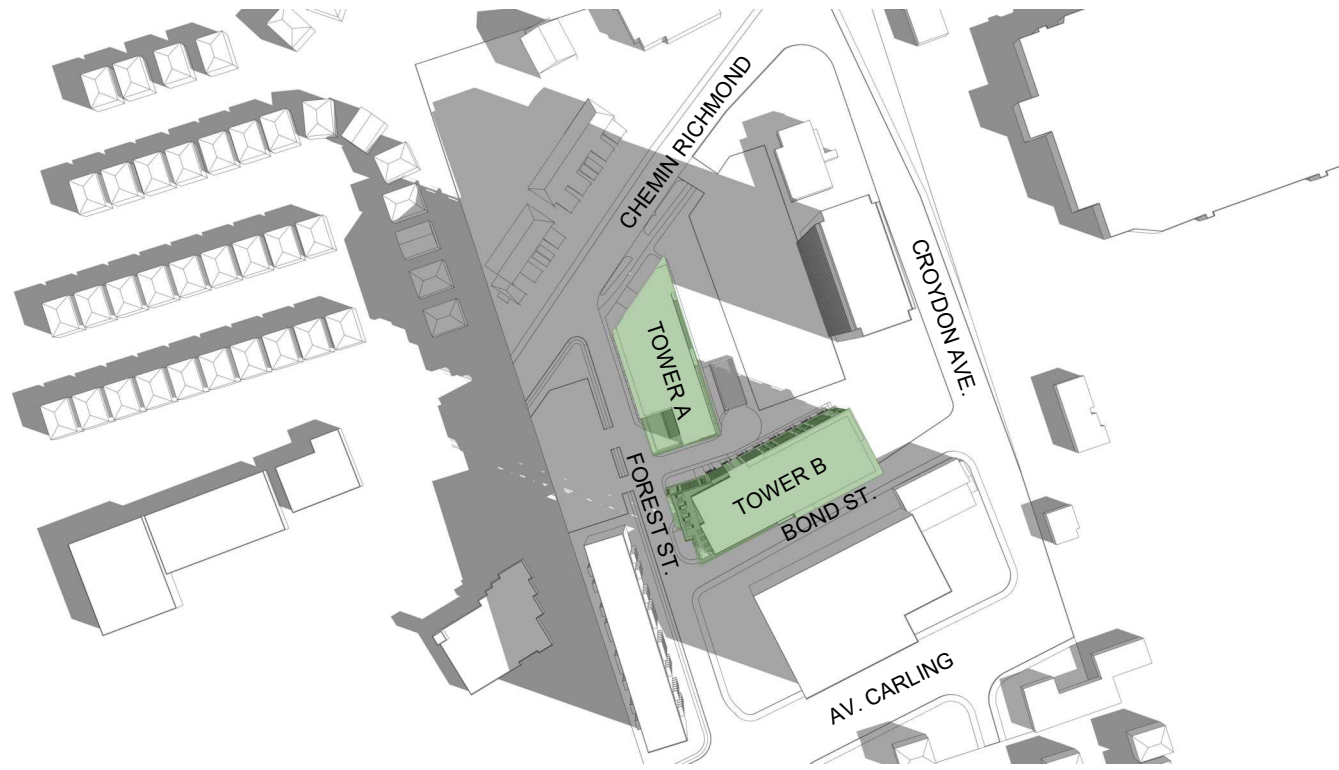 CHEMIN RICHMOND
CROYDON AVE.
TOWER A
TOWER B
FOREST ST.
BOND ST.
AV. CARLING